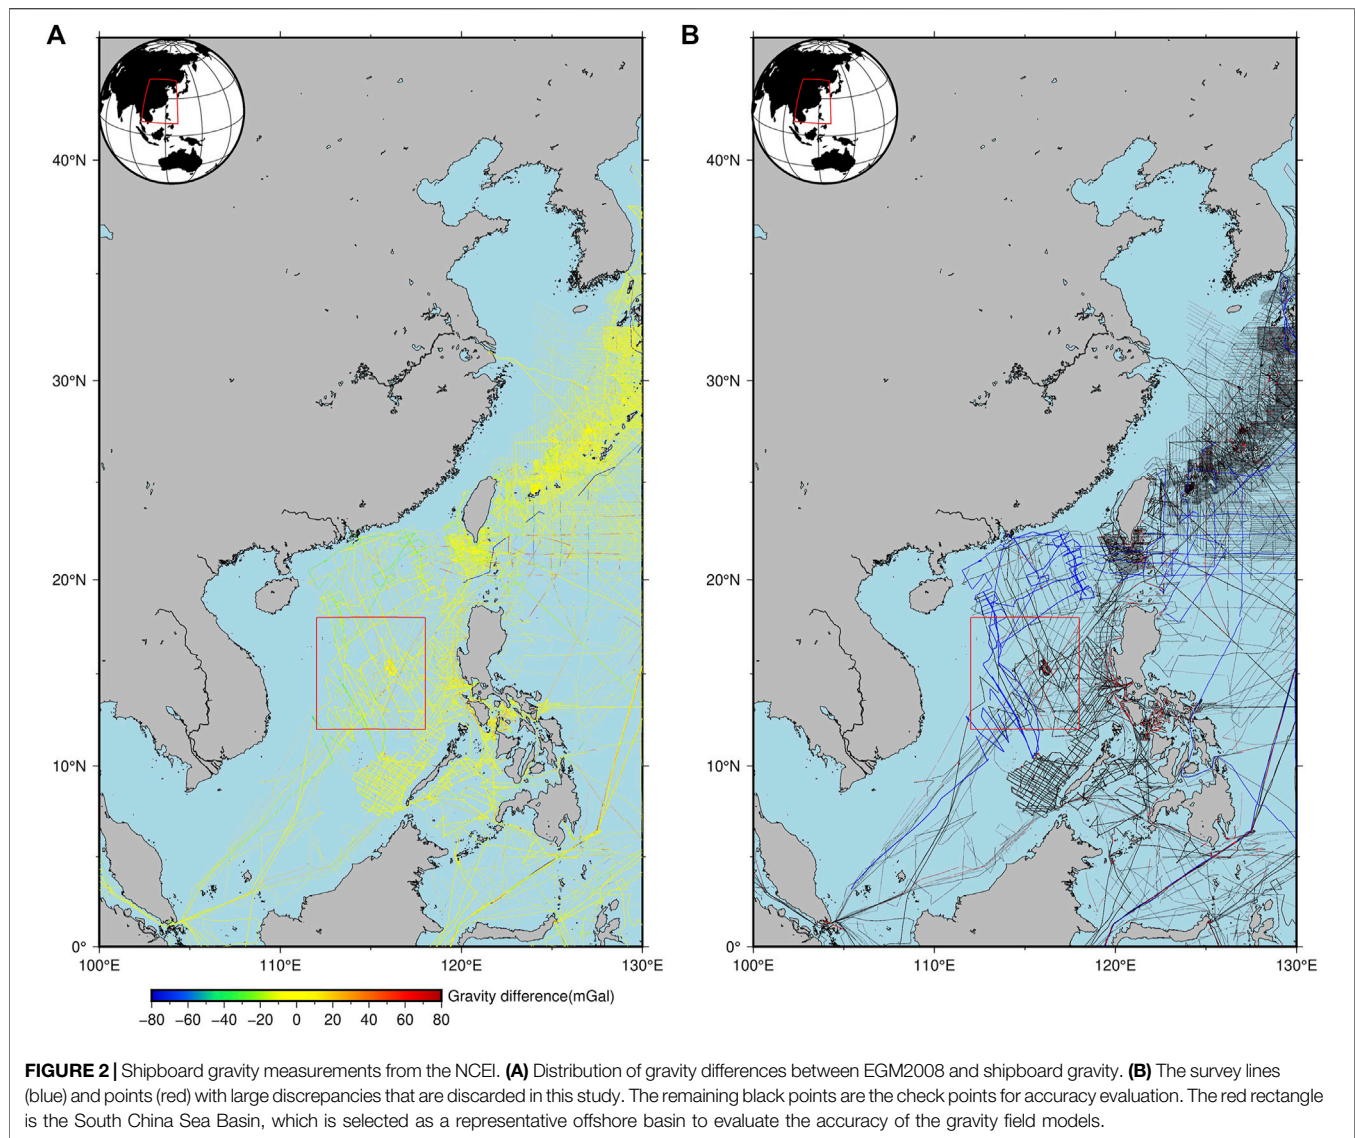 A
B
40°N
30°N
20°N
10°N
0°
100°E
110°E
120°E
130°E
40°N
30°N
20°N
10°N
0°
100°E
110°E
120°E
130°E
Gravity difference(mGal)
−80 −60 −40 −20 0 20 40 60 80
FIGURE 2 | Shipboard gravity measurements from the NCEI. (A) Distribution of gravity differences between EGM2008 and shipboard gravity. (B) The survey lines
(blue) and points (red) with large discrepancies that are discarded in this study. The remaining black points are the check points for accuracy evaluation. The red rectangle
is the South China Sea Basin, which is selected as a representative offshore basin to evaluate the accuracy of the gravity field models.